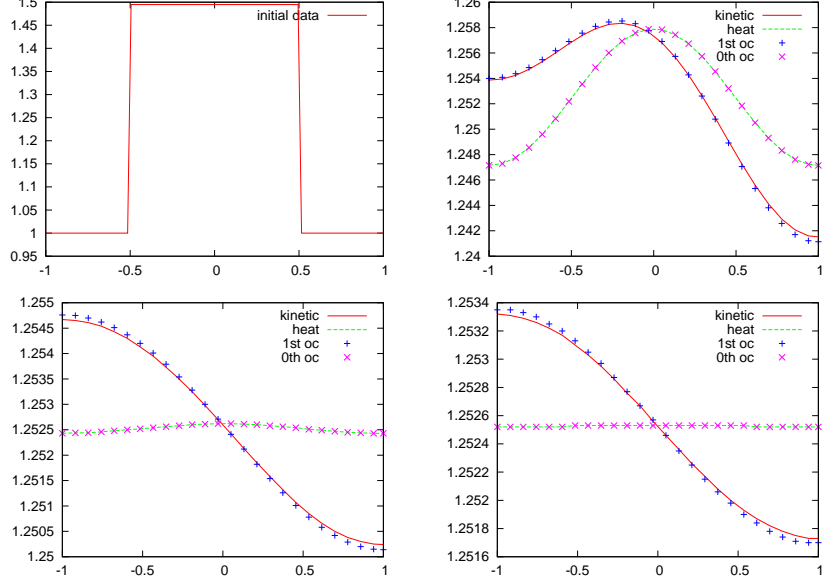 1.5
1.45
1.4
1.35
1.3
1.25
1.2
1.15
1.1
1.05
1
0.95
-1 -0.5 0 0.5 1
initial data
1.26
1.258
1.256
1.254
1.252
1.25
1.248
1.246
1.244
1.242
1.24
-1 -0.5 0 0.5 1
kinetic
heat
1st oc
0th oc
1.255
1.2545
1.254
1.2535
1.253
1.2525
1.252
1.2515
1.251
1.2505
1.25
-1 -0.5 0 0.5 1
kinetic
heat
1st oc
0th oc
1.2534
1.2532
1.253
1.2528
1.2526
1.2524
1.2522
1.252
1.2518
1.2516
-1 -0.5 0 0.5 1
kinetic
heat
1st oc
0th oc